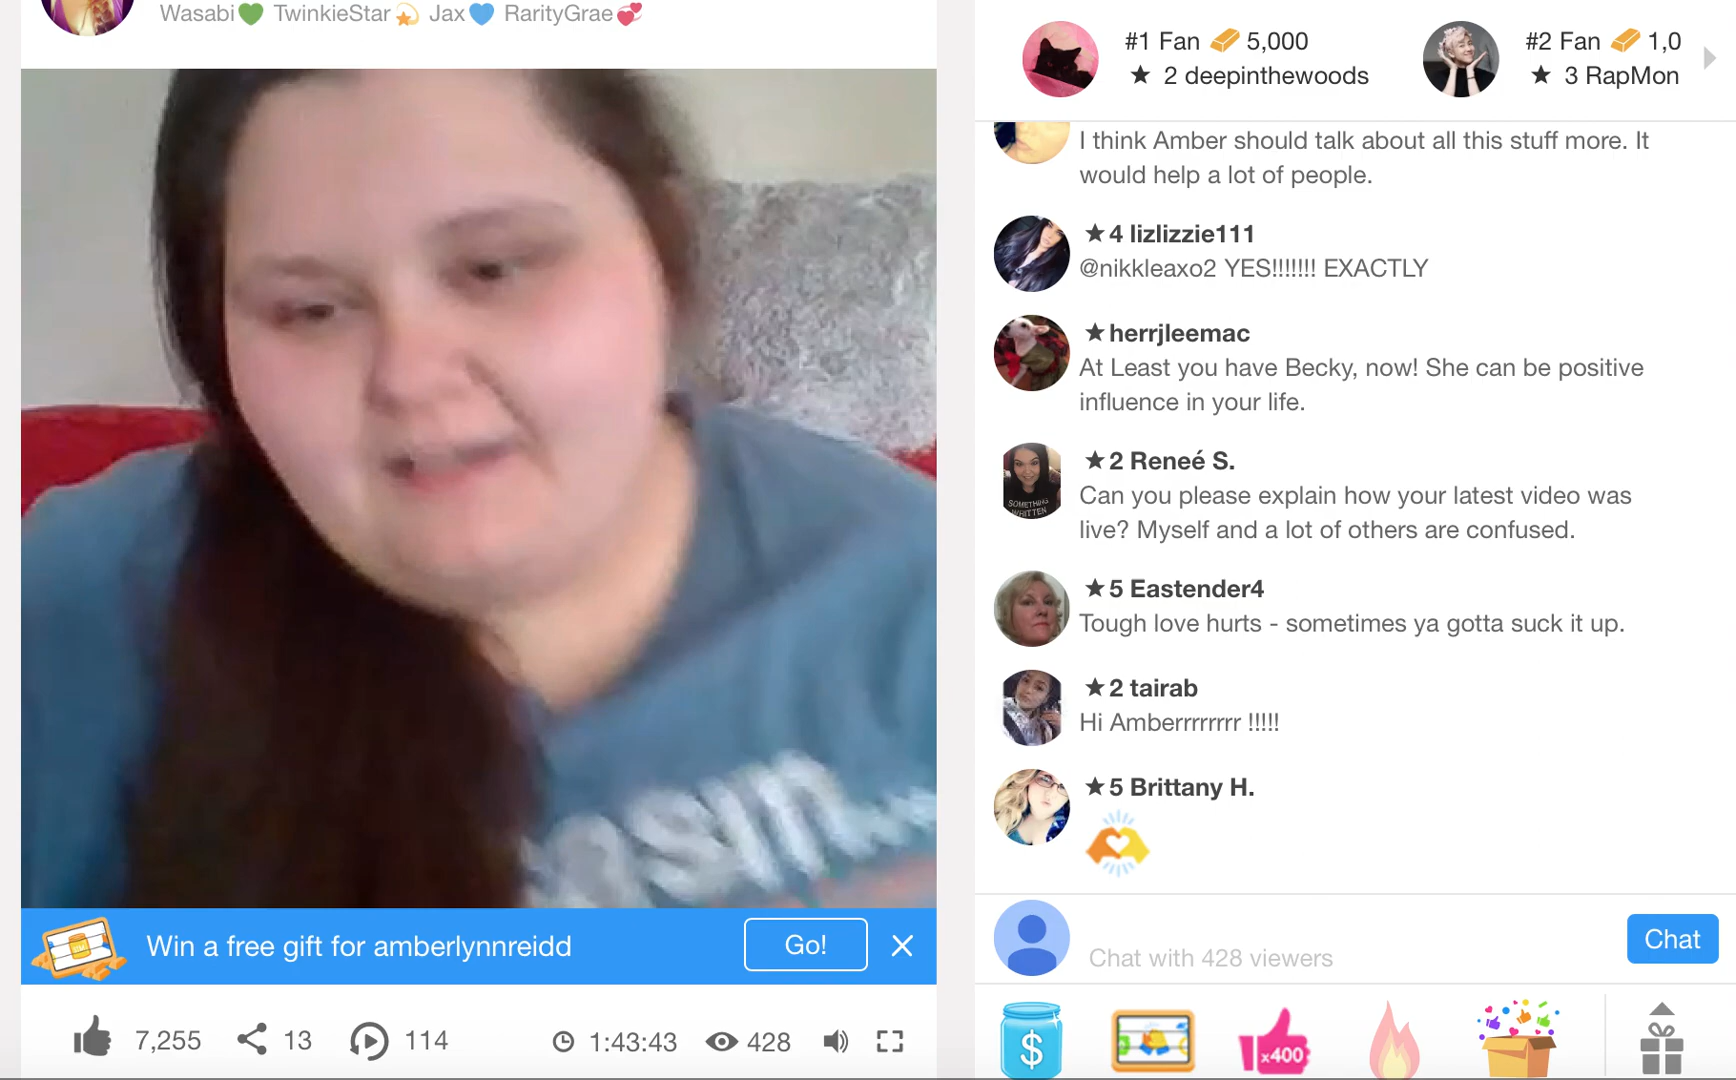 Wasabi💚 TwinkieStar💫 Jax💙 RarityGrae💞
#1 Fan 5,000
★ 2 deepinthewoods
#2 Fan 1,0
★ 3 RapMon
I think Amber should talk about all this stuff more. It
would help a lot of people.
★4 lizlizzie111
@nikkleaxo2 YES!!!!!!! EXACTLY
★herrjleemac
At Least you have Becky, now! She can be positive
influence in your life.
★2 Reneé S.
SOMETHING
Can you please explain how your latest video was
live? Myself and a lot of others are confused.
★5 Eastender4
Tough love hurts - sometimes ya gotta suck it up.
★2 tairab
Hi Amberrrrrrrr !!!!!
★5 Brittany H.
Win a free gift for amberlynnreidd
Go!
Chat with 428 viewers
Chat
7,255
13
114
1:43:43
428
$
x400